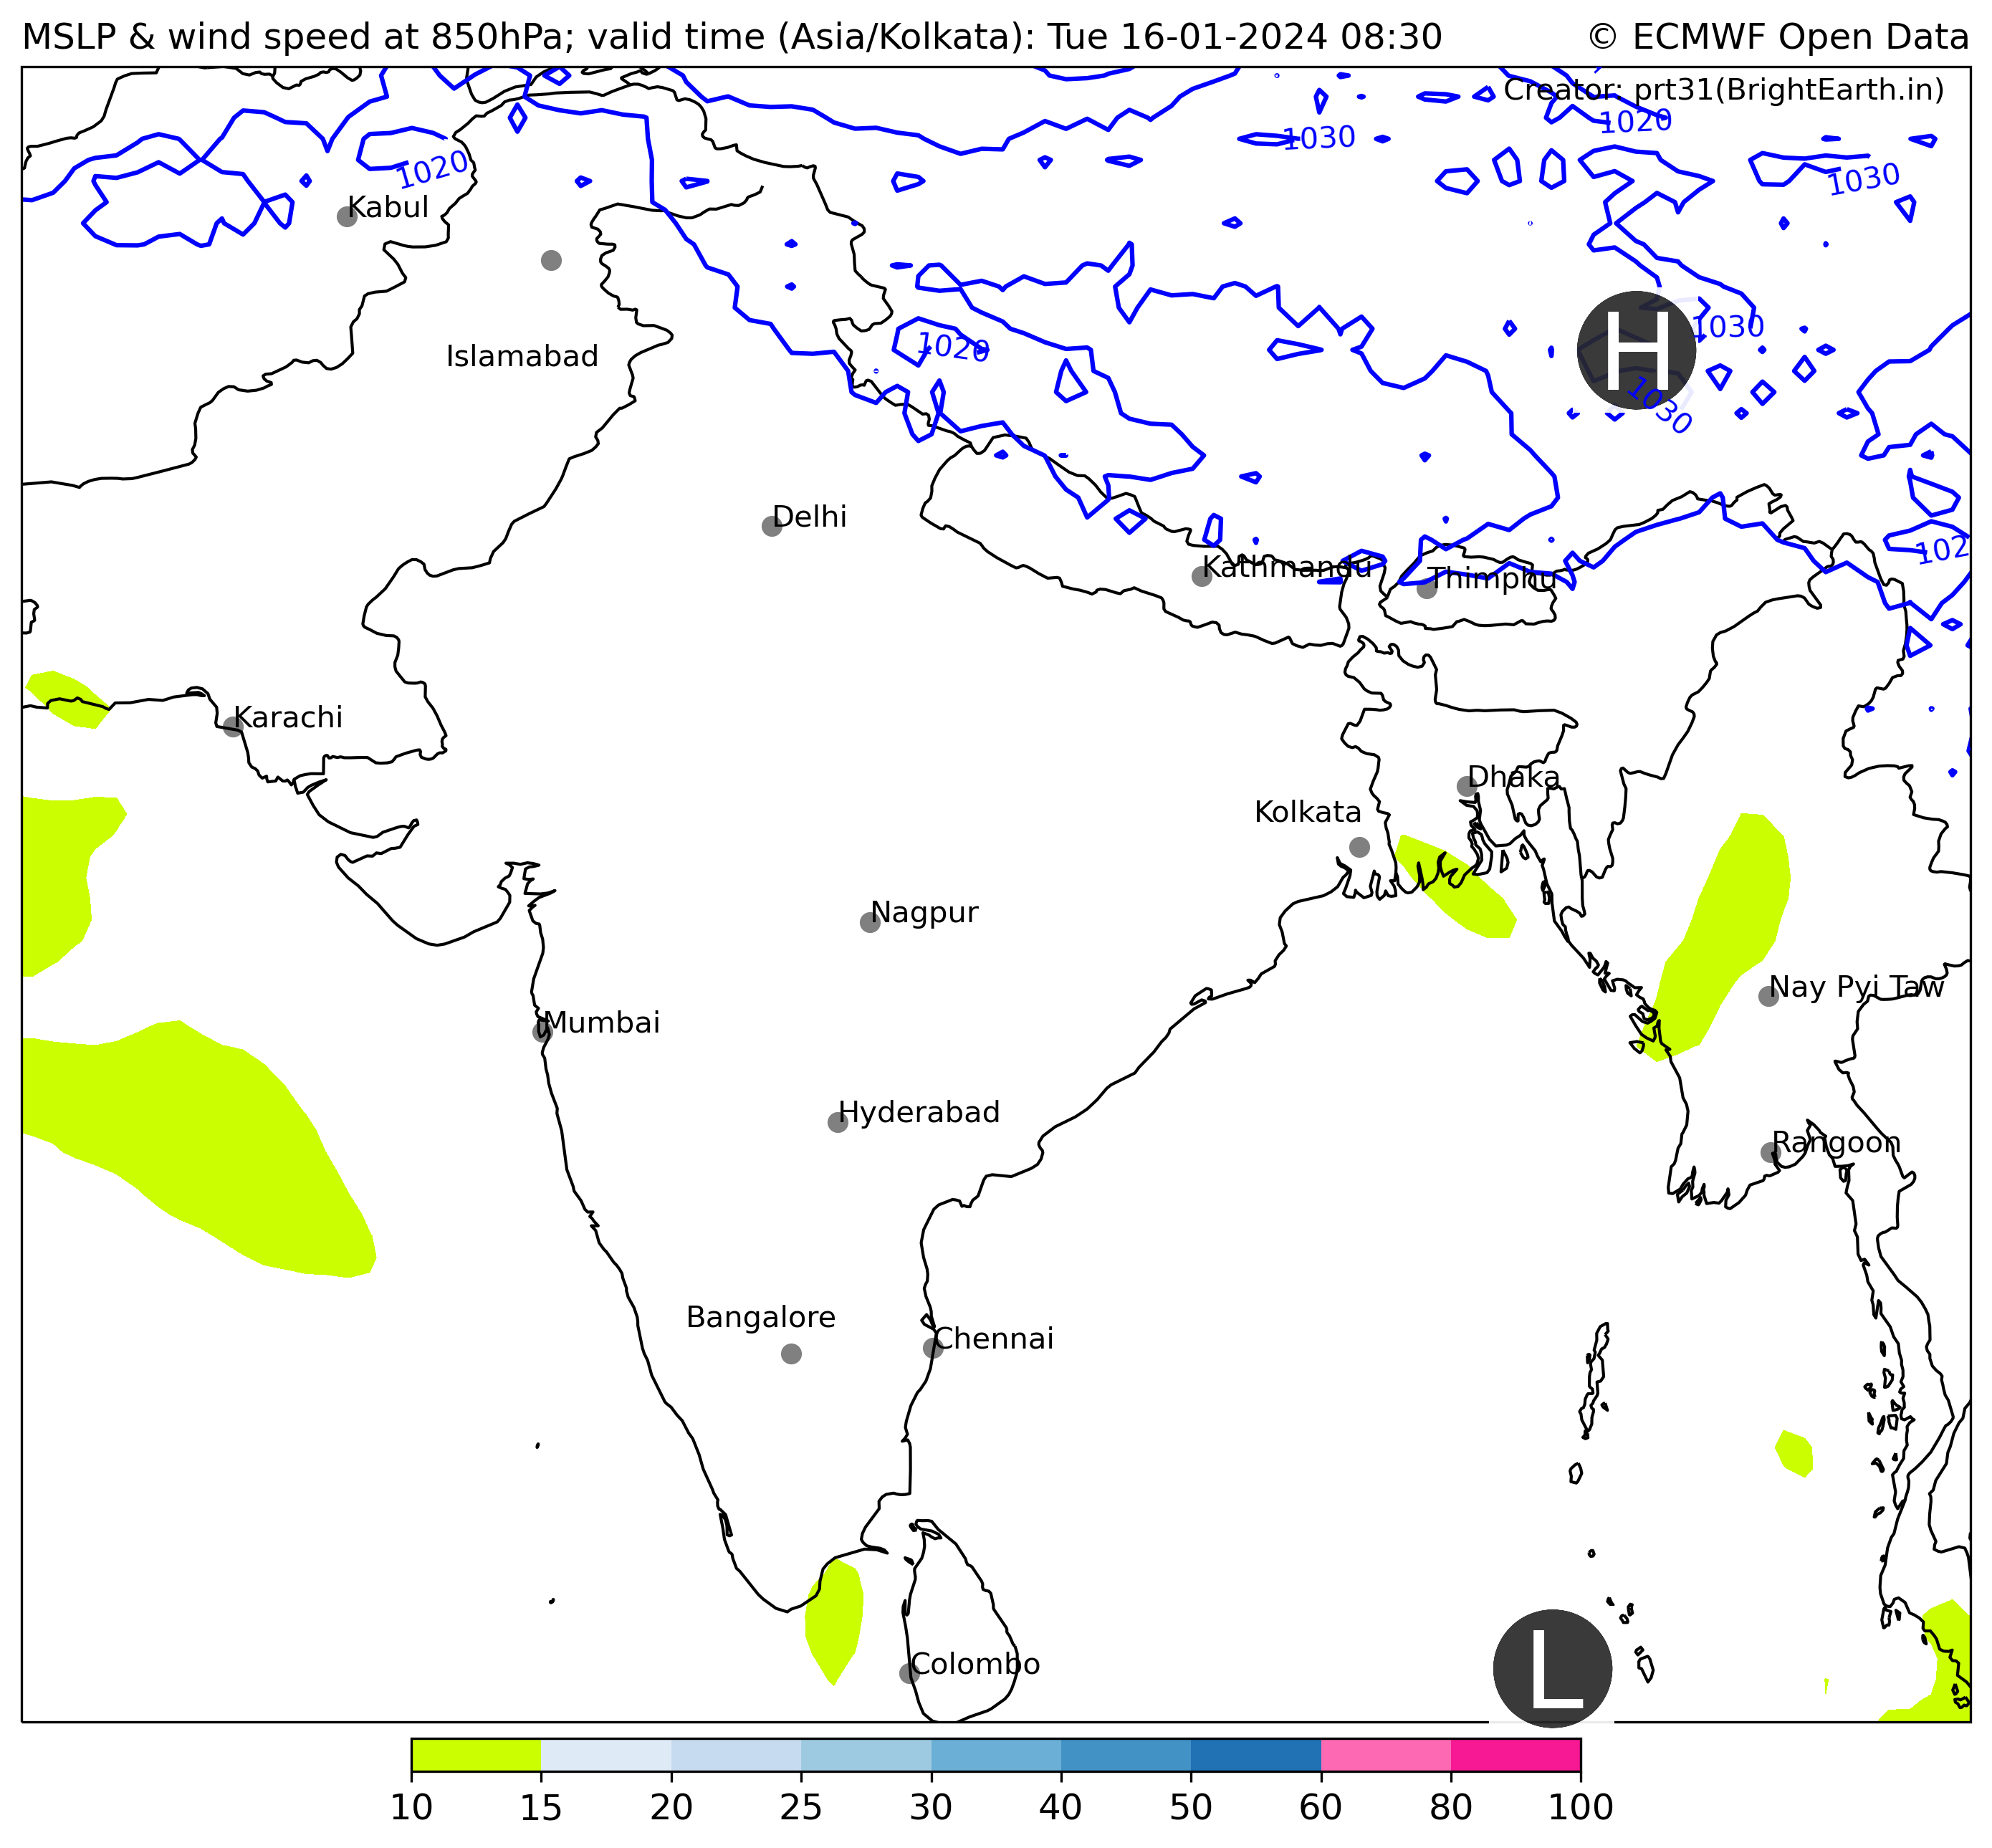 MSLP & wind speed at 850hPa; valid time (Asia/Kolkata): Tue 16-01-2024 08:30
© ECMWF Open Data
Creator: prt31(BrightEarth.in)
1020
1030
1020
1030
Kabul
H
1030
1020
Islamabad
1030
Delhi
102
Kathmandu
Thimphu
Karachi
Dhaka
Kolkata
Nagpur
Nay Pyi Taw
Mumbai
Hyderabad
Rangoon
Bangalore
Chennai
Colombo
L
10 15 20 25 30 40 50 60 80 100